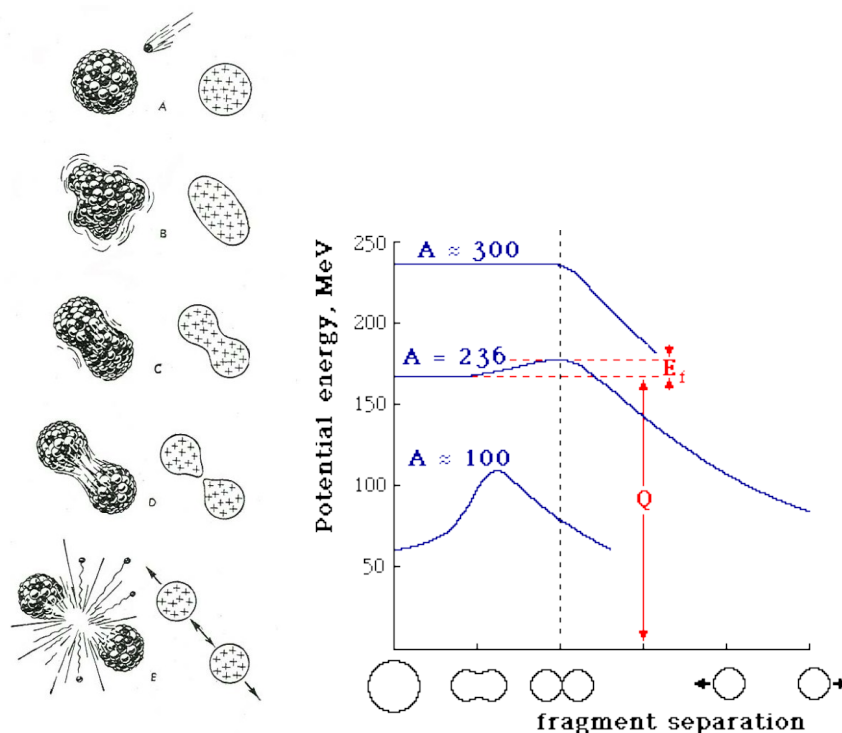 A
B
C
D
E
Potential energy, MeV
250
200
150
100
50
A ≈ 300
A = 236
A ≈ 100
E f
Q
fragment separation